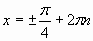 x = ±π/4 + 2πn